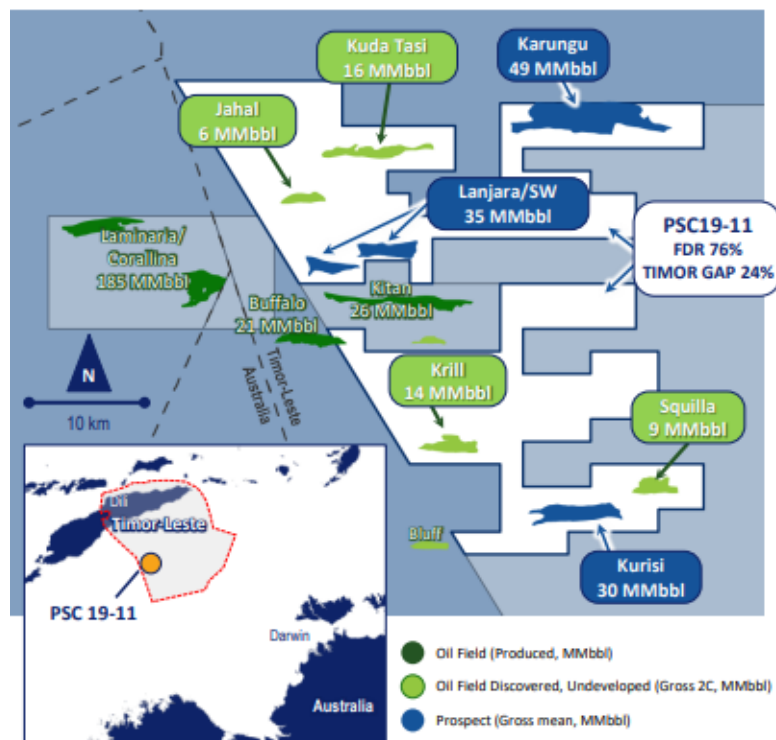 Kuda Tasi
16 MMbbl
Karungu
49 MMbbl
Jahal
6 MMbbl
Lanjara/SW
35 MMbbl
PSC19-11
FDR 76%
TIMOR GAP 24%
Laminaria/
Corallina
185 MMbbl
Buffalo
21 MMbbl
Kitan
26 MMbbl
Timor-Leste
Australia
N
10 km
Krill
14 MMbbl
Squilla
9 MMbbl
Bluff
Kurisi
30 MMbbl
Dili
Timor-Leste
PSC 19-11
Darwin
Australia
Oil Field (Produced, MMbbl)
Oil Field Discovered, Undeveloped (Gross 2C, MMbbl)
Prospect (Gross mean, MMbbl)